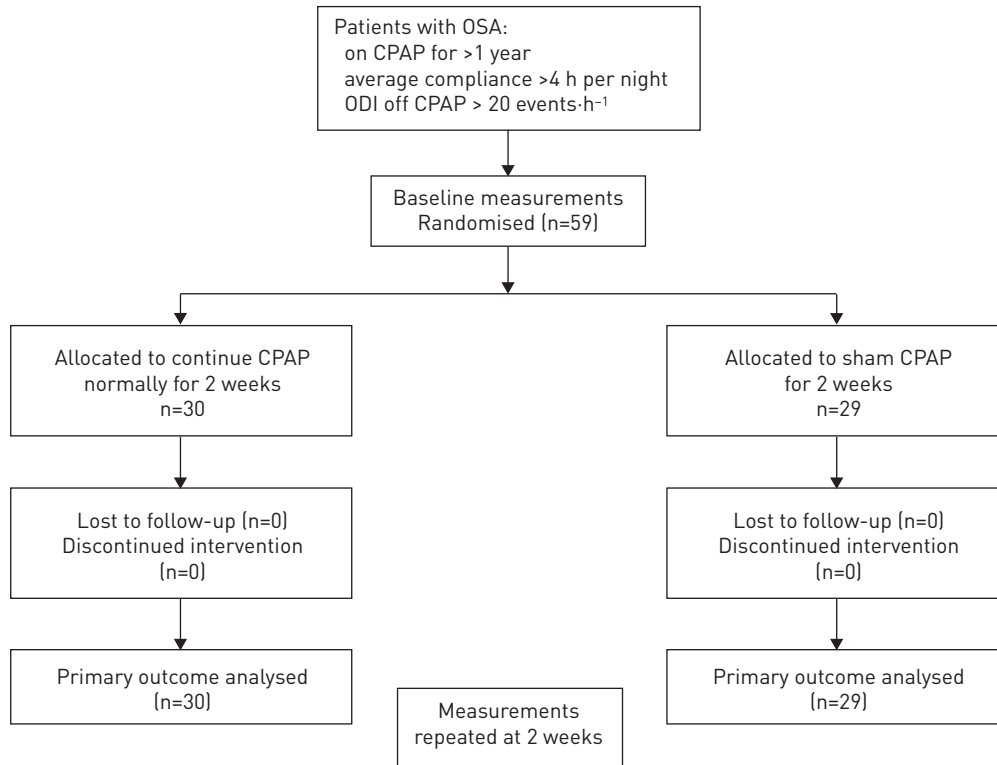 Patients with OSA:
on CPAP for >1 year
average compliance >4 h per night
ODI off CPAP > 20 events·h⁻¹
Baseline measurements
Randomised (n=59)
Allocated to continue CPAP
normally for 2 weeks
n=30
Allocated to sham CPAP
for 2 weeks
n=29
Lost to follow-up (n=0)
Discontinued intervention
(n=0)
Lost to follow-up (n=0)
Discontinued intervention
(n=0)
Primary outcome analysed
(n=30)
Primary outcome analysed
(n=29)
Measurements
repeated at 2 weeks